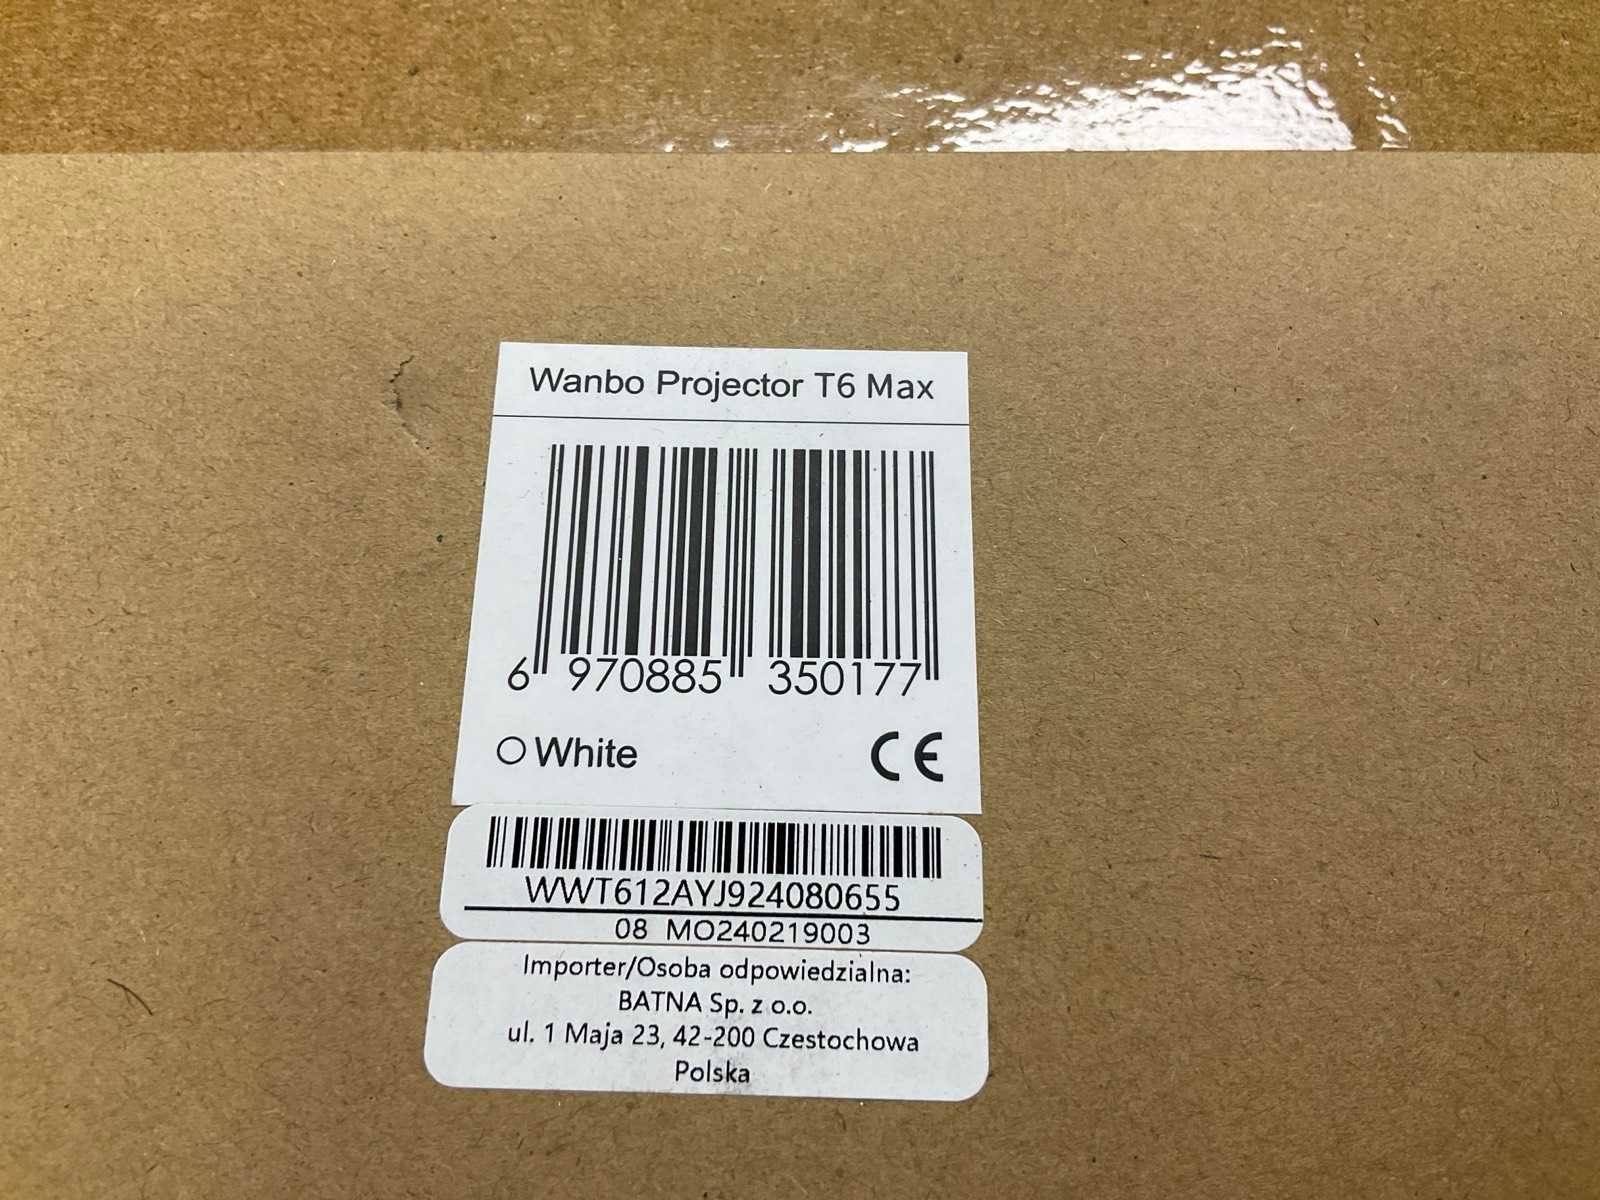 Wanbo Projector T6 Max
6 970885 350177
White CE
WWT612AYJ924080655
08 MO240219003
Importer/Osoba odpowiedzialna:
BATNA Sp. z o.o.
ul. 1 Maja 23, 42-200 Czestochowa
Polska